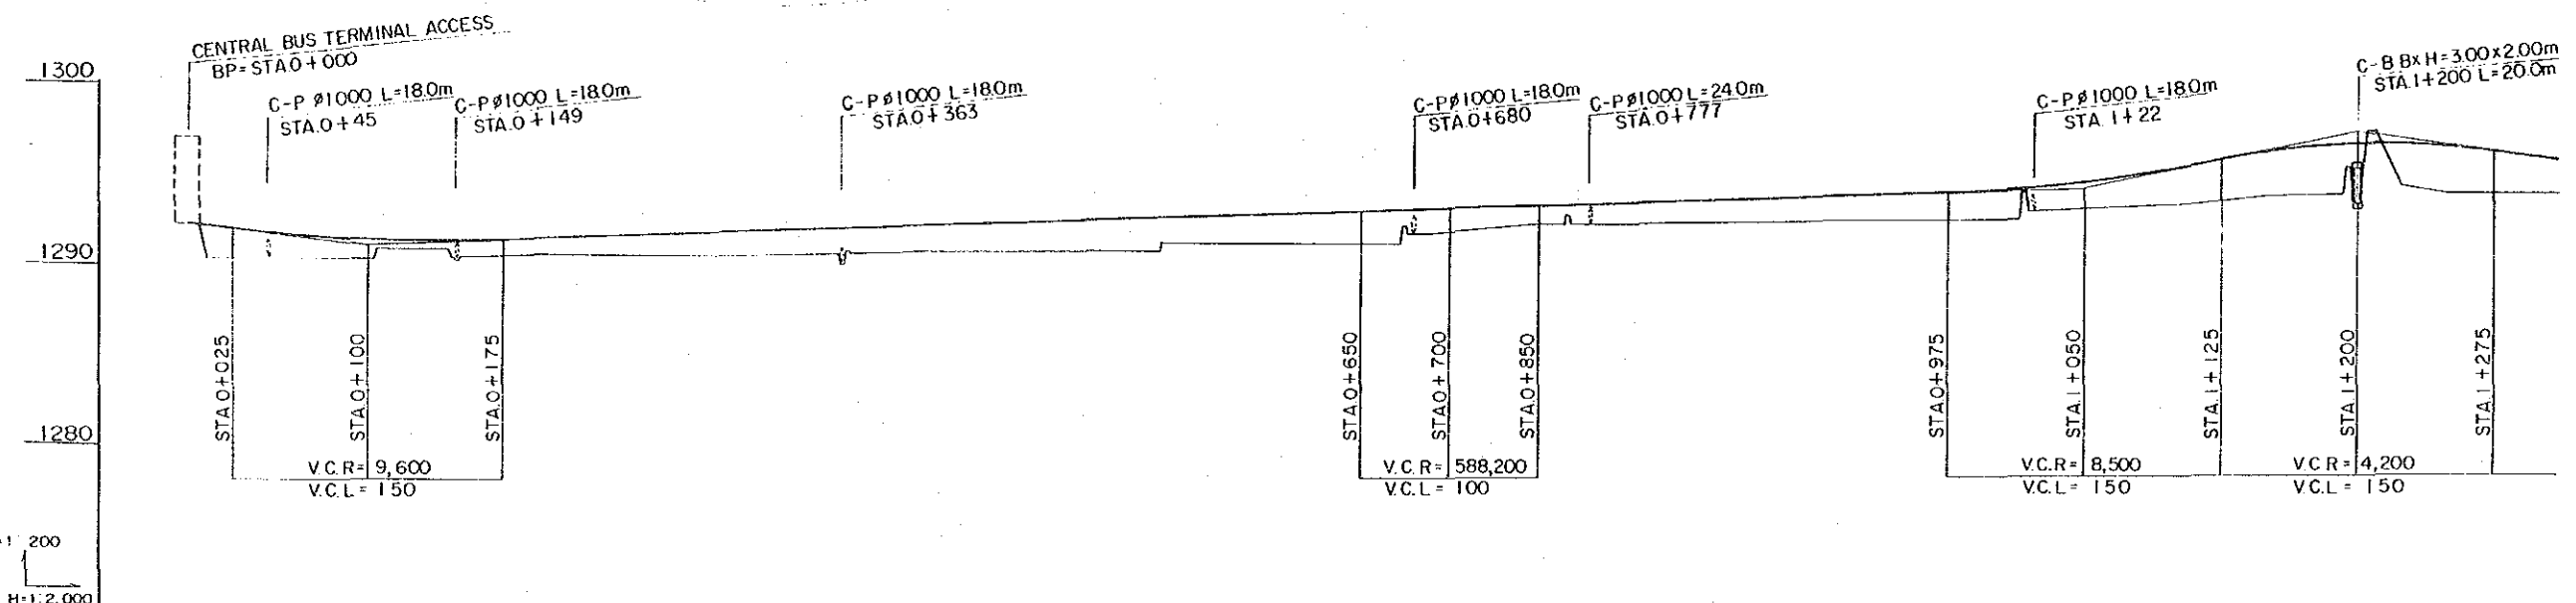 CENTRAL BUS TERMINAL ACCESS
BP=STA.0+000
1300
1290
1280
C-P ø1000 L=18.0m
STA.0+45
C-P ø1000 L=18.0m
STA.0+149
C-P ø1000 L=18.0m
STA.0+363
C-P ø1000 L=18.0m
STA.0+680
C-P ø1000 L=24.0m
STA.0+777
C-P ø1000 L=18.0m
STA.1+22
C-B B×H=3.00×2.00m
STA.1+200 L=20.0m
STA.0+025
STA.0+100
STA.0+175
STA.0+650
STA.0+700
STA.0+850
STA.0+975
STA.1+050
STA.1+125
STA.1+200
STA.1+275
V.C.R= 9,600
V.C.L= 150
V.C.R= 588,200
V.C.L= 100
V.C.R= 8,500
V.C.L= 150
V.C R= 4,200
V.C.L= 150
200
H=1:2,000